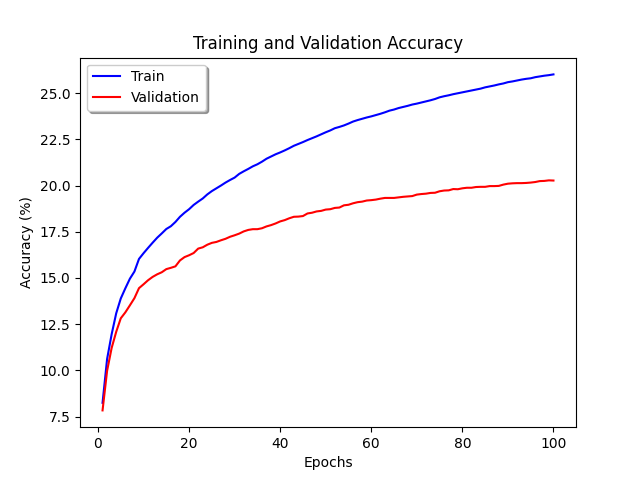 Training and Validation Accuracy
Train
Validation
Accuracy (%)
25.0
22.5
20.0
17.5
15.0
12.5
10.0
7.5
0 20 40 60 80 100
Epochs